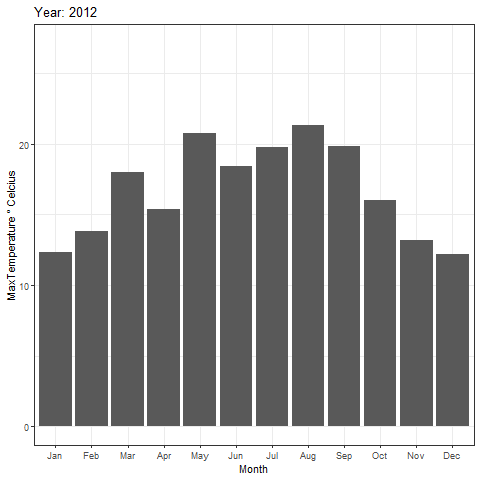 Year: 2012
MaxTemperature " Celcius
20
10
0
Jan Feb Mar Apr May Jun Jul Aug Sep Oct Nov Dec
Month